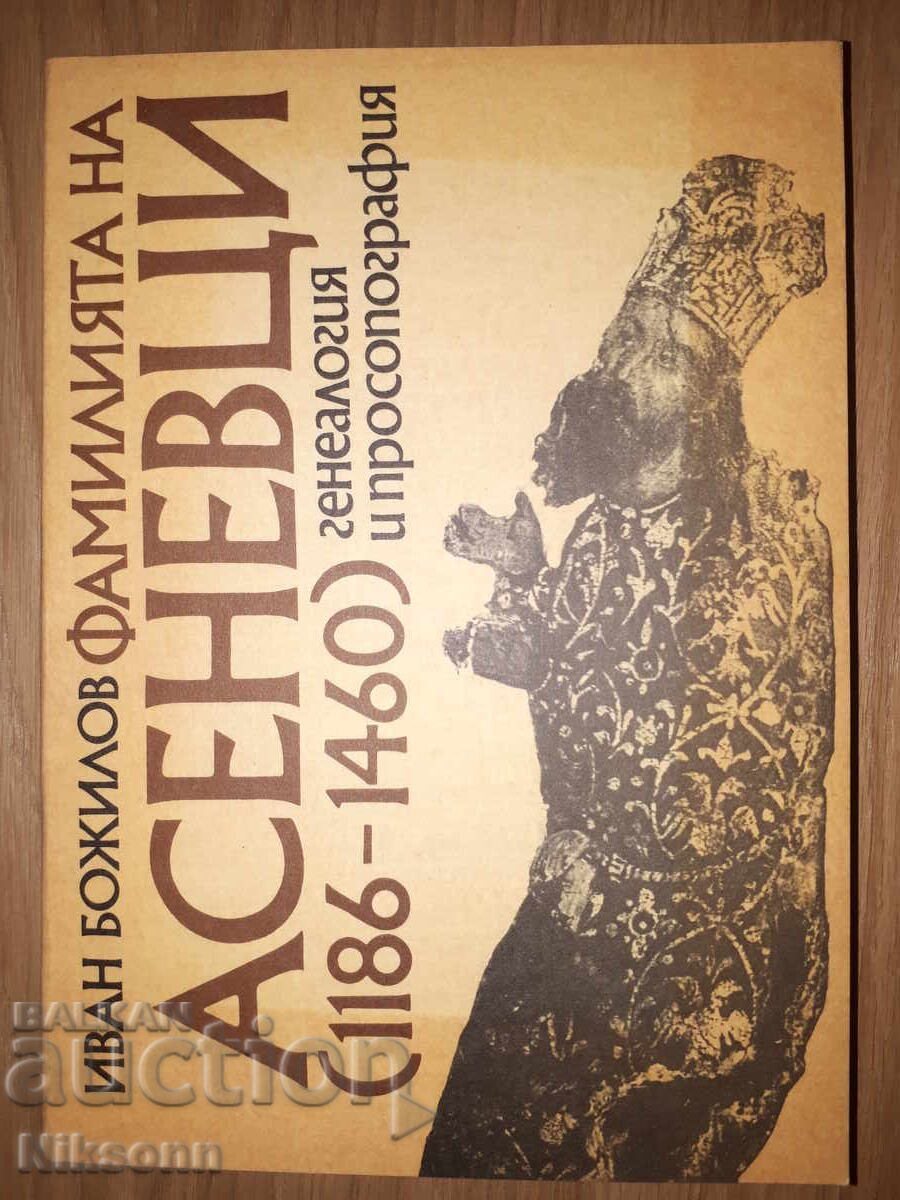 ИВАН БОЖИЛОВ ФАМИЛИЯТА НА
АСЕНЕВЦИ
(1186–1460) генеалогия
и просопография
BALKAN
auction
Niksonn